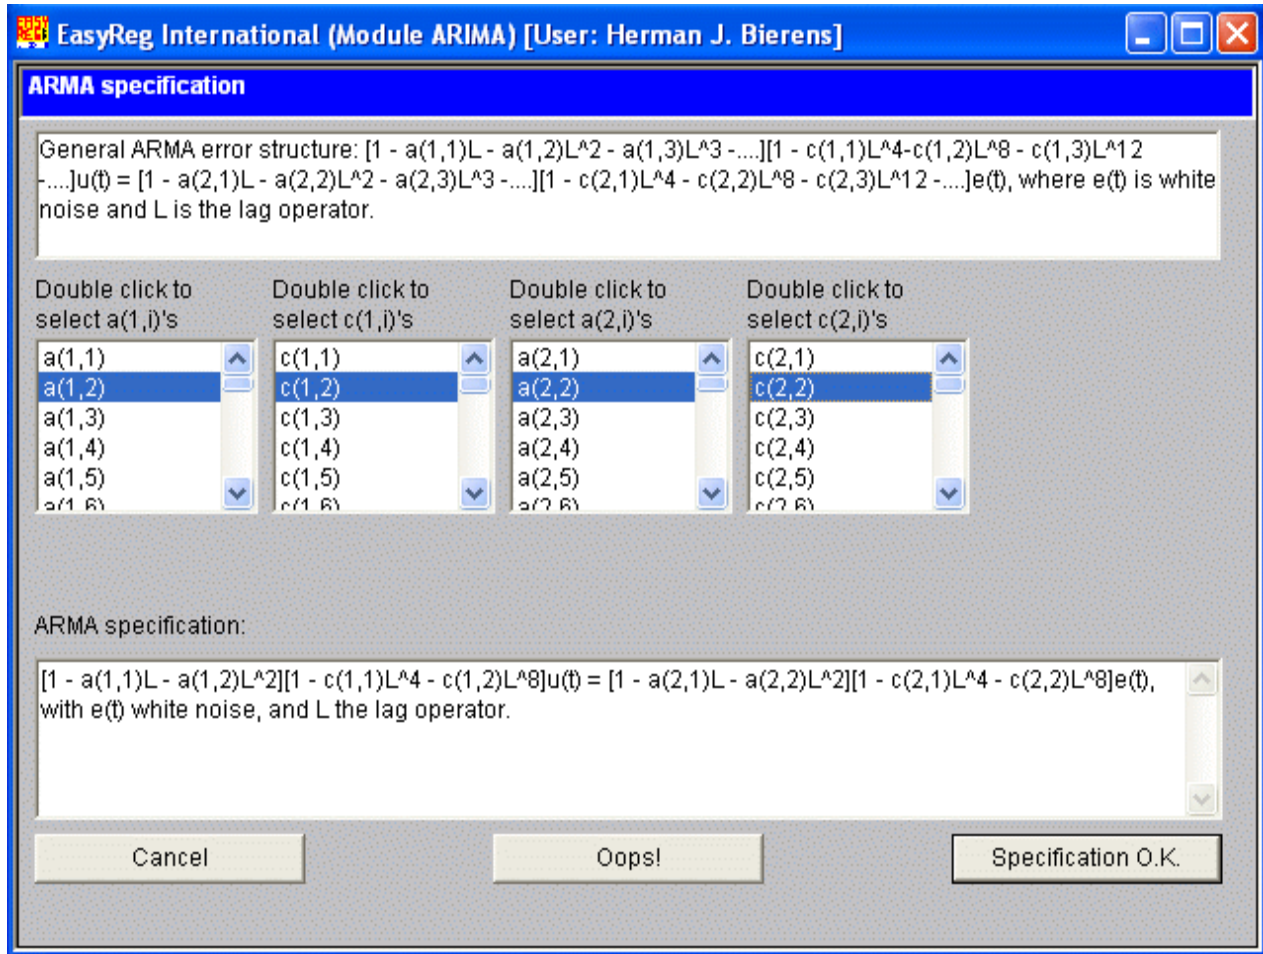 EasyReg International (Module ARIMA) [User: Herman J. Bierens]
ARMA specification
General ARMA error structure: [1 - a(1,1)L - a(1,2)L^2 - a(1,3)L^3 -....][1 - c(1,1)L^4-c(1,2)L^8 - c(1,3)L^12
-....]u(t) = [1 - a(2,1)L - a(2,2)L^2 - a(2,3)L^3 -....][1 - c(2,1)L^4 - c(2,2)L^8 - c(2,3)L^12 -....]e(t), where e(t) is white
noise and L is the lag operator.
Double click to
select a(1,i)'s
a(1,1)
a(1,2)
a(1,3)
a(1,4)
a(1,5)
a(1,6)
Double click to
select c(1,i)'s
c(1,1)
c(1,2)
c(1,3)
c(1,4)
c(1,5)
c(1,6)
Double click to
select a(2,i)'s
a(2,1)
a(2,2)
a(2,3)
a(2,4)
a(2,5)
a(2,6)
Double click to
select c(2,i)'s
c(2,1)
c(2,2)
c(2,3)
c(2,4)
c(2,5)
c(2,6)
ARMA specification:
[1 - a(1,1)L - a(1,2)L^2][1 - c(1,1)L^4 - c(1,2)L^8]u(t) = [1 - a(2,1)L - a(2,2)L^2][1 - c(2,1)L^4 - c(2,2)L^8]e(t),
with e(t) white noise, and L the lag operator.
Cancel
Oops!
Specification O.K.